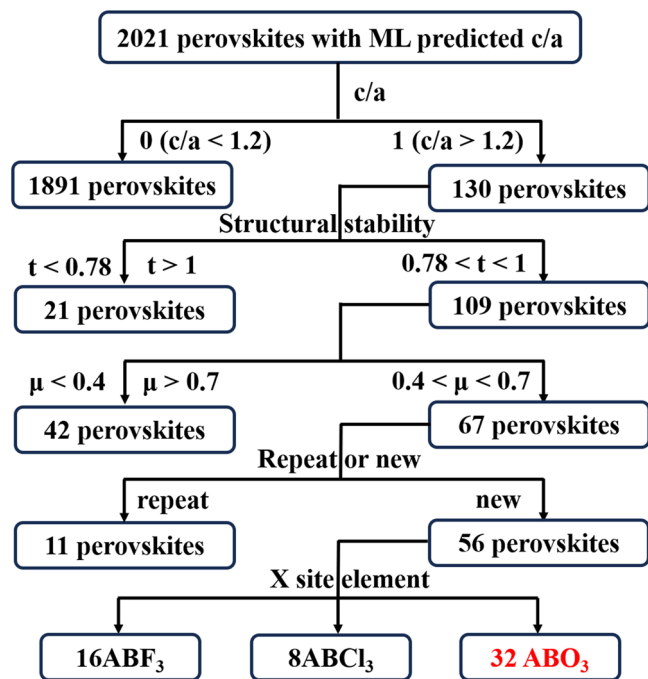 2021 perovskites with ML predicted c/a
c/a
0 (c/a < 1.2)
1 (c/a > 1.2)
1891 perovskites
130 perovskites
Structural stability
t < 0.78
t > 1
0.78 < t < 1
21 perovskites
109 perovskites
μ < 0.4
μ > 0.7
0.4 < μ < 0.7
42 perovskites
67 perovskites
Repeat or new
repeat
new
11 perovskites
56 perovskites
X site element
16ABF₃
8ABCl₃
32 ABO₃